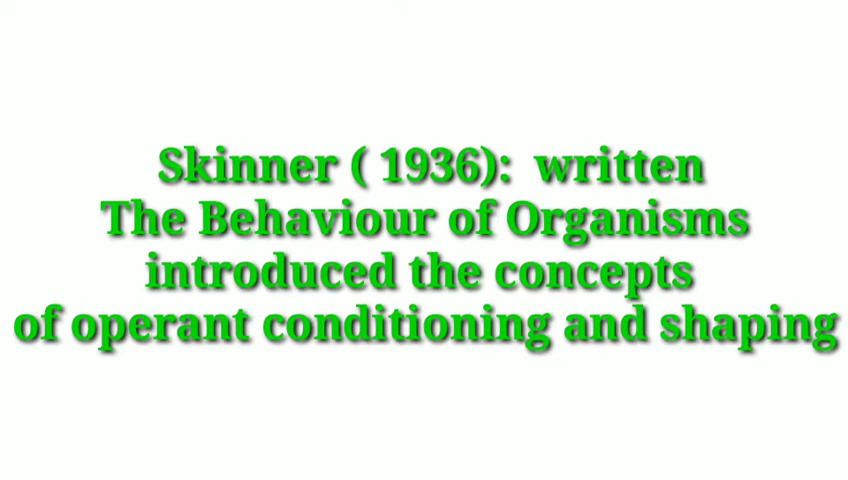 Skinner ( 1936): written
The Behaviour of Organisms
introduced the concepts
of operant conditioning and shaping